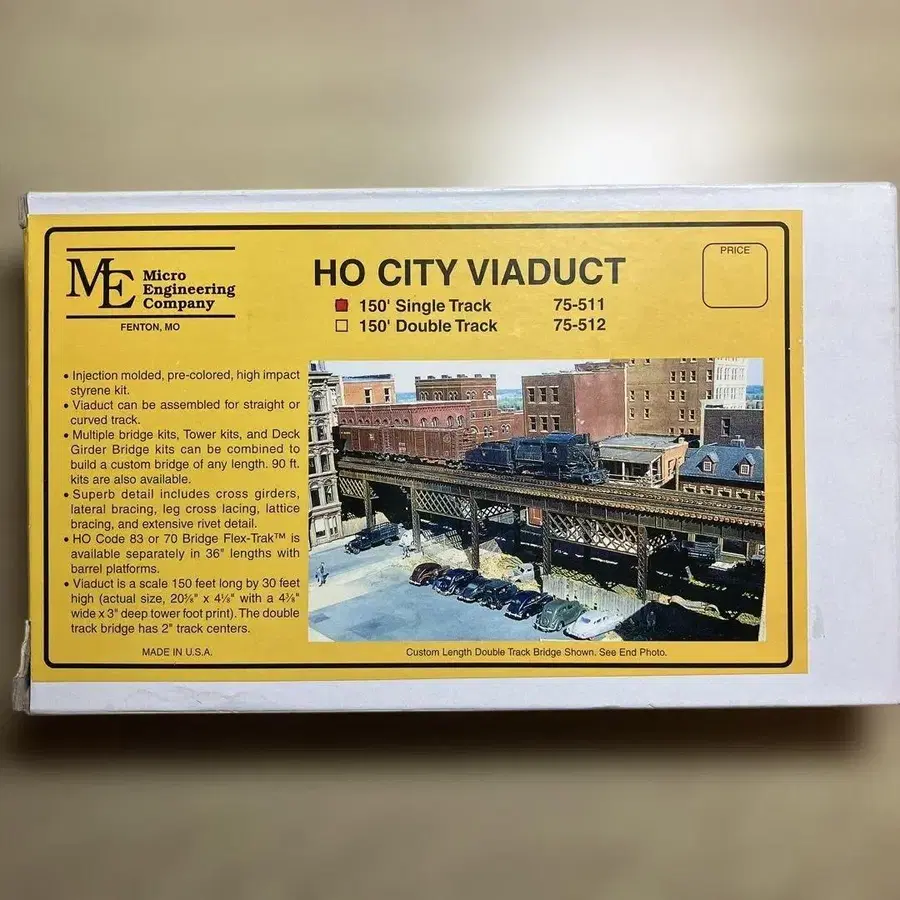 ME Micro
Engineering
Company
FENTON, MO
HO CITY VIADUCT
150' Single Track 75-511
150' Double Track 75-512
PRICE
• Injection molded, pre-colored, high impact
styrene kit.
• Viaduct can be assembled for straight or
curved track.
• Multiple bridge kits, Tower kits, and Deck
Girder Bridge kits can be combined to
build a custom bridge of any length. 90 ft.
kits are also available.
• Superb detail includes cross girders,
lateral bracing, leg cross lacing, lattice
bracing, and extensive rivet detail.
• HO Code 83 or 70 Bridge Flex-Trak™ is
available separately in 36" lengths with
barrel platforms.
• Viaduct is a scale 150 feet long by 30 feet
high (actual size, 20⅝" x 4⅛" with a 4⅜"
wide x 3" deep tower foot print). The double
track bridge has 2" track centers.
MADE IN U.S.A.
Custom Length Double Track Bridge Shown. See End Photo.